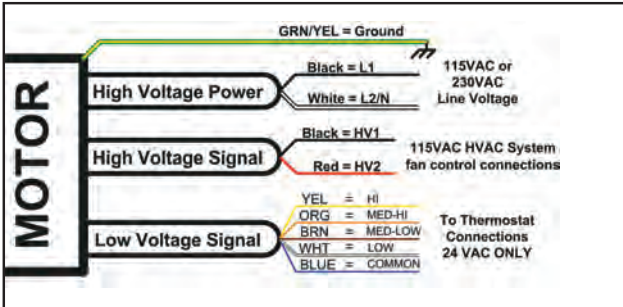 GRN/YEL = Ground
MOTOR
High Voltage Power
Black = L1
White = L2/N
115VAC or
230VAC
Line Voltage
High Voltage Signal
Black = HV1
Red = HV2
115VAC HVAC System
fan control connections
Low Voltage Signal
YEL = HI
ORG = MED-HI
BRN = MED-LOW
WHT = LOW
BLUE = COMMON
To Thermostat
Connections
24 VAC ONLY